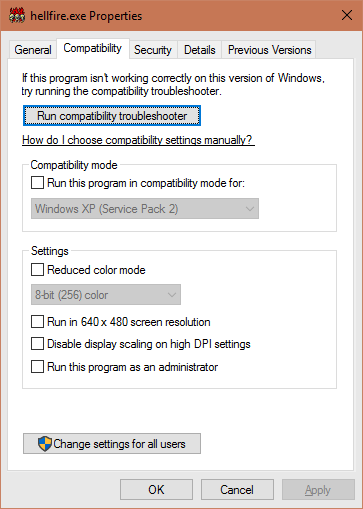 hellfire.exe Properties
General Compatibility Security Details Previous Versions
If this program isn't working correctly on this version of Windows,
try running the compatibility troubleshooter.
Run compatibility troubleshooter
How do I choose compatibility settings manually?
Compatibility mode
Run this program in compatibility mode for:
Windows XP (Service Pack 2)
Settings
Reduced color mode
8-bit (256) color
Run in 640 x 480 screen resolution
Disable display scaling on high DPI settings
Run this program as an administrator
Change settings for all users
OK Cancel Apply